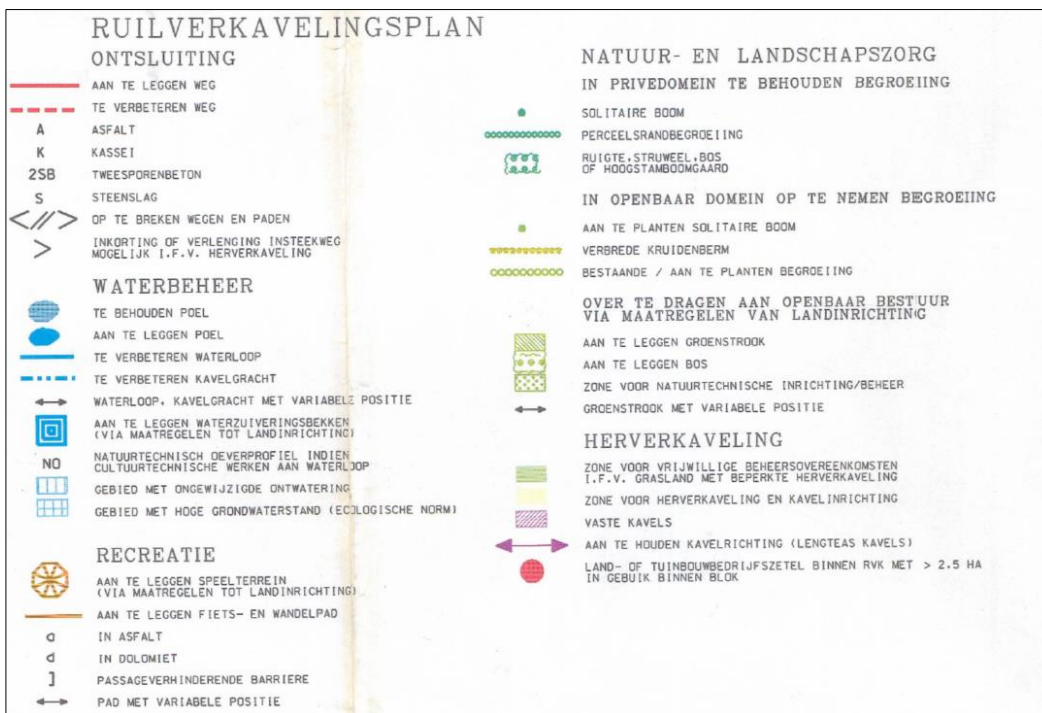 RUILVERKAVELINGSPLAN
ONTSLUITING
AAN TE LEGGEN WEG
TE VERBETEREN WEG
A ASFALT
K KASSEI
2SB TWEESPORENBETON
S STEENSLAG
OP TE BREKEN WEGEN EN PADEN
INKORTING OF VERLENGING INSTEEKWEG
MOGELIJK I.F.V. HERVERKAVELING
WATERBEHEER
TE BEHOUDEN POEL
AAN TE LEGGEN POEL
TE VERBETEREN WATERLOOP
TE VERBETEREN KAVELGRACHT
WATERLOOP, KAVELGRACHT MET VARIABELE POSITIE
AAN TE LEGGEN WATERZUIVERINGSBEKKEN
(VIA MAATREGELEN TOT LANDINRICHTING)
NO NATUURTECHNISCH OEVERPROFIEL INDIEN
CULTUURTECHNISCHE WERKEN AAN WATERLOOP
GEBIED MET ONGEWIJZIGDE ONTWATERING
GEBIED MET HOGE GRONDWATERSTAND (ECOLOGISCHE NORM)
RECREATIE
AAN TE LEGGEN SPEELTERREIN
(VIA MAATREGELEN TOT LANDINRICHTING)
AAN TE LEGGEN FIETS- EN WANDELPAD
a IN ASFALT
d IN DOLOMIET
] PASSAGEVERHINDERENDE BARRIERE
PAD MET VARIABELE POSITIE
NATUUR- EN LANDSCHAPSZORG
IN PRIVEDOMEIN TE BEHOUDEN BEGROEIING
SOLITAIRE BOOM
PERCEELSRANDBEGROEIING
RUIGTE, STRUWEEL, BOS
OF HOOGSTAMBOOMGAARD
IN OPENBAAR DOMEIN OP TE NEMEN BEGROEIING
AAN TE PLANTEN SOLITAIRE BOOM
VERBREDE KRUIDENBERM
BESTAANDE / AAN TE PLANTEN BEGROEIING
OVER TE DRAGEN AAN OPENBAAR BESTUUR
VIA MAATREGELEN VAN LANDINRICHTING
AAN TE LEGGEN GROENSTROOK
AAN TE LEGGEN BOS
ZONE VOOR NATUURTECHNISCHE INRICHTING/BEHEER
GROENSTROOK MET VARIABELE POSITIE
HERVERKAVELING
ZONE VOOR VRIJWILLIGE BEHEERSOVEREENKOMSTEN
I.F.V. GRASLAND MET BEPERKTE HERVERKAVELING
ZONE VOOR HERVERKAVELING EN KAVELINRICHTING
VASTE KAVELS
AAN TE HOUDEN KAVELRICHTING (LENGTEAS KAVELS)
LAND- OF TUINBOUWBEDRIJFSZETEL BINNEN RVK MET > 2.5 HA
IN GEBUIK BINNEN BLOK